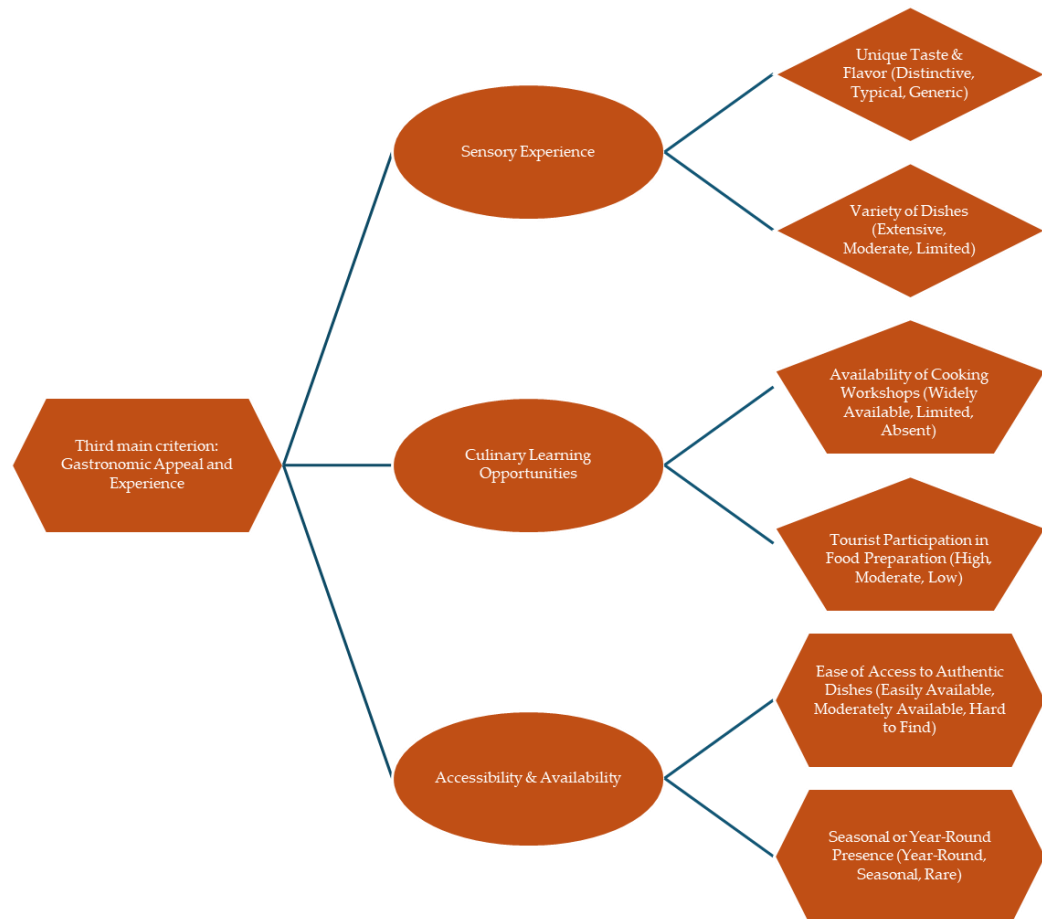 Third main criterion:
Gastronomic Appeal and
Experience
Sensory Experience
Unique Taste &
Flavor (Distinctive,
Typical, Generic)
Variety of Dishes
(Extensive,
Moderate, Limited)
Culinary Learning
Opportunities
Availability of Cooking
Workshops (Widely
Available, Limited,
Absent)
Tourist Participation in
Food Preparation (High,
Moderate, Low)
Accessibility & Availability
Ease of Access to Authentic
Dishes (Easily Available,
Moderately Available, Hard
to Find)
Seasonal or Year-Round
Presence (Year-Round,
Seasonal, Rare)